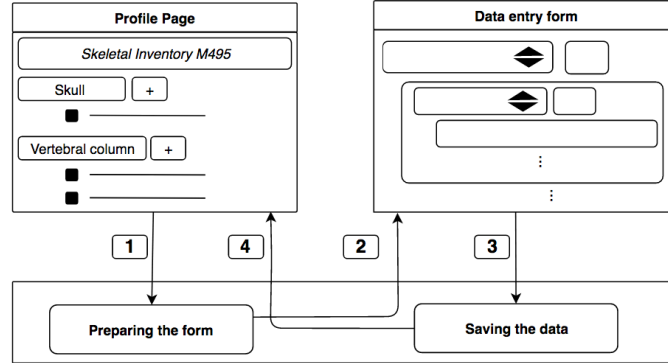 Profile Page
Skeletal Inventory M495
Skull
+
Vertebral column
+
Data entry form
1
4
2
3
Preparing the form
Saving the data